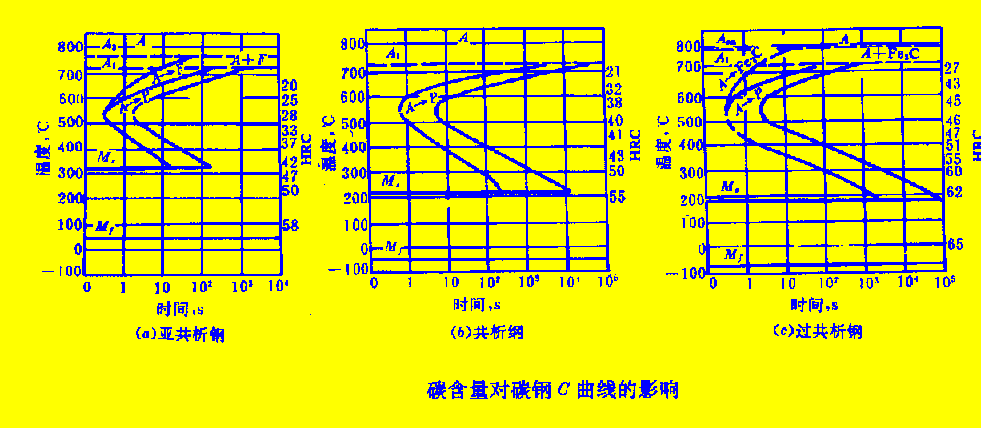 800 A₃ A
A₁ A+F
700
A→F
600 A→P
500
400
Mₛ
300
200
100 M_f
0
−100
0 1 10 10² 10³ 10⁴
20
25
28
33
37
42
47
50
58
HRC
温度,℃
时间,s
(a)亚共析钢
800 A
A₁
700
600
A→P
500
400
300
Mₛ
200
100
0 M_f
−100
0 1 10 10² 10³ 10⁴ 10⁵
21
32
38
40
41
43
50
55
HRC
温度,℃
时间,s
(b)共析钢
800 A
A₁ A+Fe₃C
700
A→Fe₃C
600 A→P
500
400
300
Mₛ
200
100
0
M_f
−100
0 1 10 10² 10³ 10⁴ 10⁵
27
43
45
46
47
51
55
60
62
65
HRC
温度,℃
时间,s
(c)过共析钢
碳含量对碳钢C曲线的影响